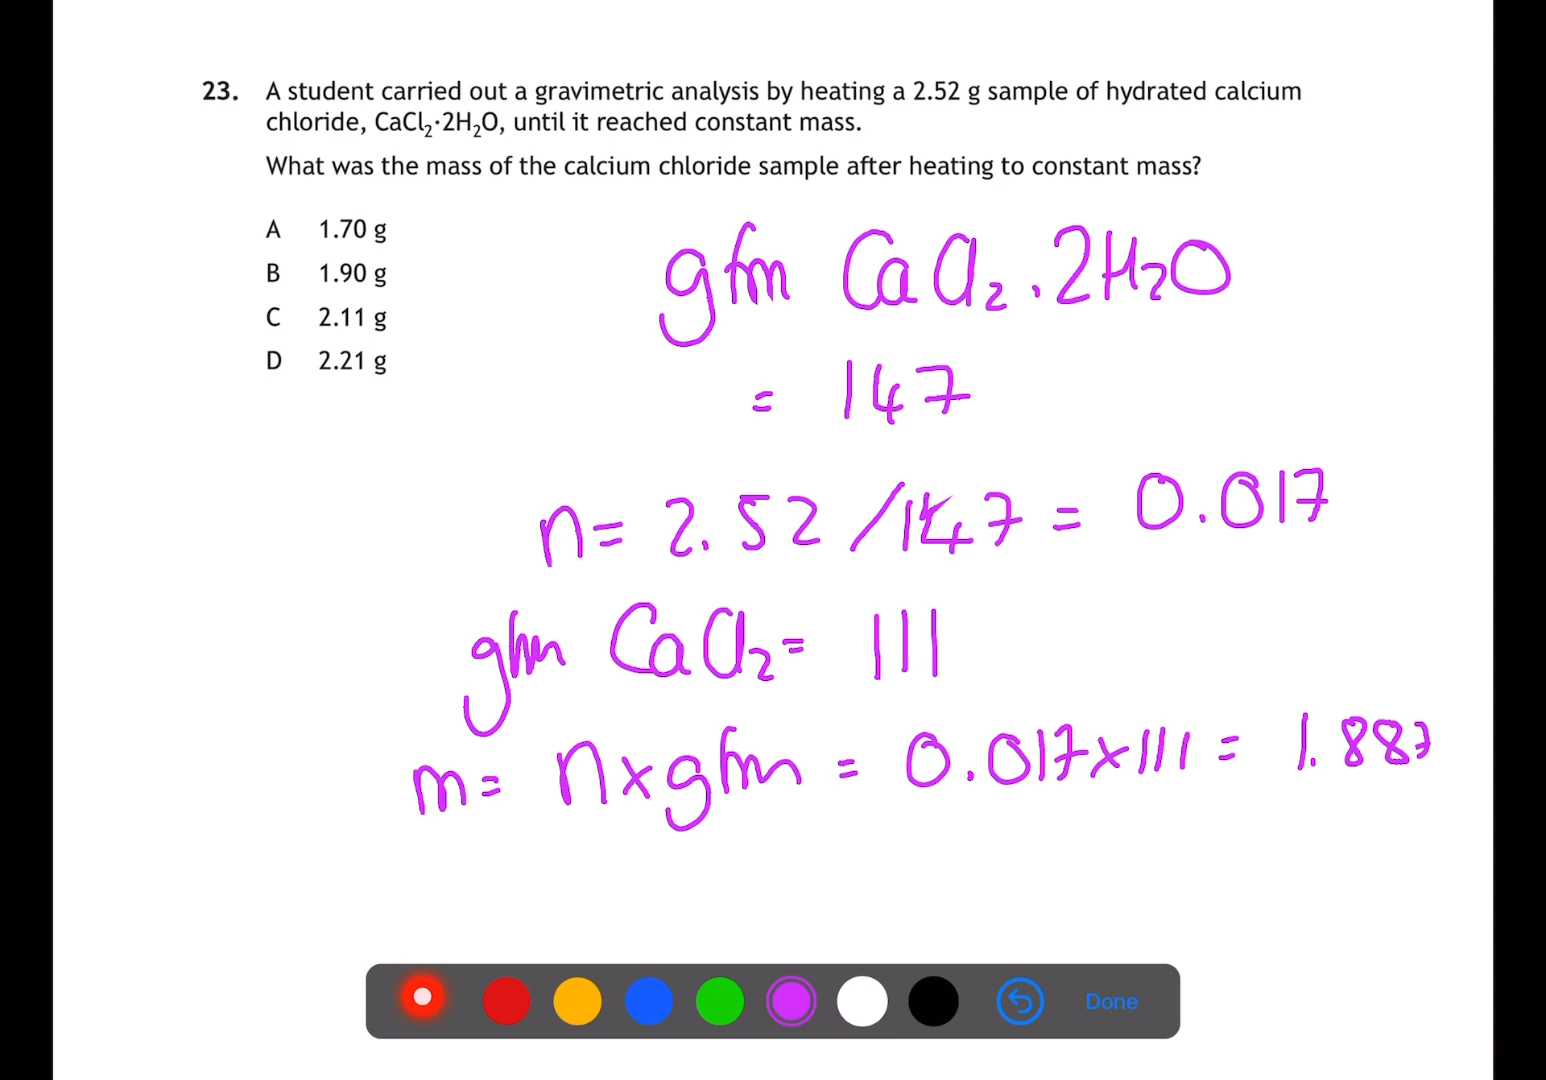 23. A student carried out a gravimetric analysis by heating a 2.52 g sample of hydrated calcium
chloride, CaCl₂·2H₂O, until it reached constant mass.
What was the mass of the calcium chloride sample after heating to constant mass?
A 1.70 g
B 1.90 g
C 2.11 g
D 2.21 g
gfm CaCl₂.2H₂O
= 147
n= 2.52/147 = 0.017
gfm CaCl₂= 111
m= n×gfm = 0.017×111 = 1.887
Done